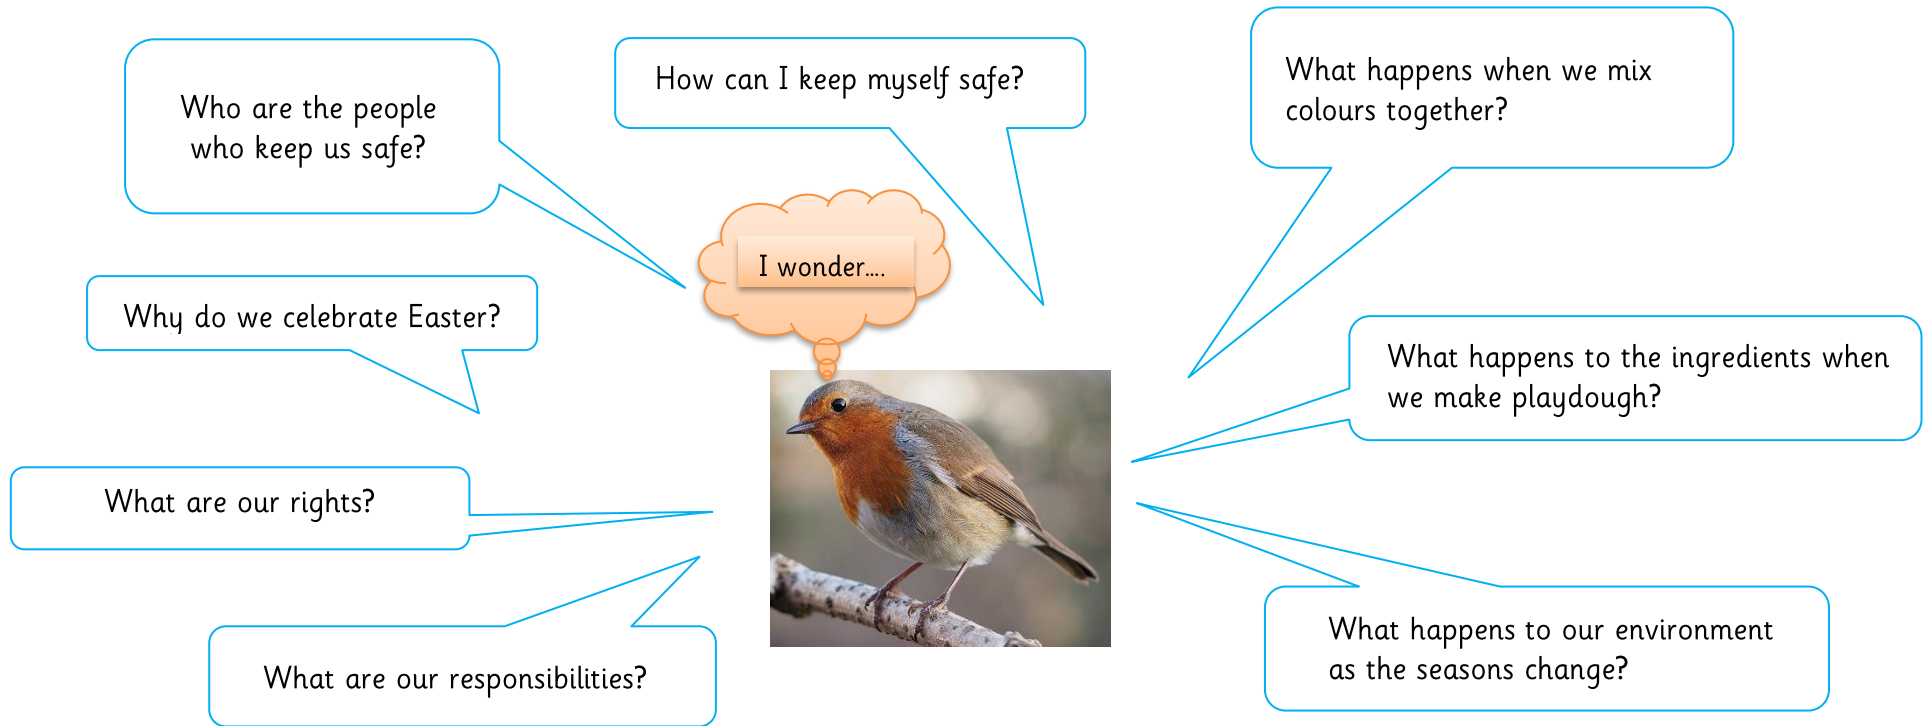 Who are the people
who keep us safe?
How can I keep myself safe?
What happens when we mix
colours together?
I wonder....
Why do we celebrate Easter?
What happens to the ingredients when
we make playdough?
What are our rights?
What happens to our environment
as the seasons change?
What are our responsibilities?